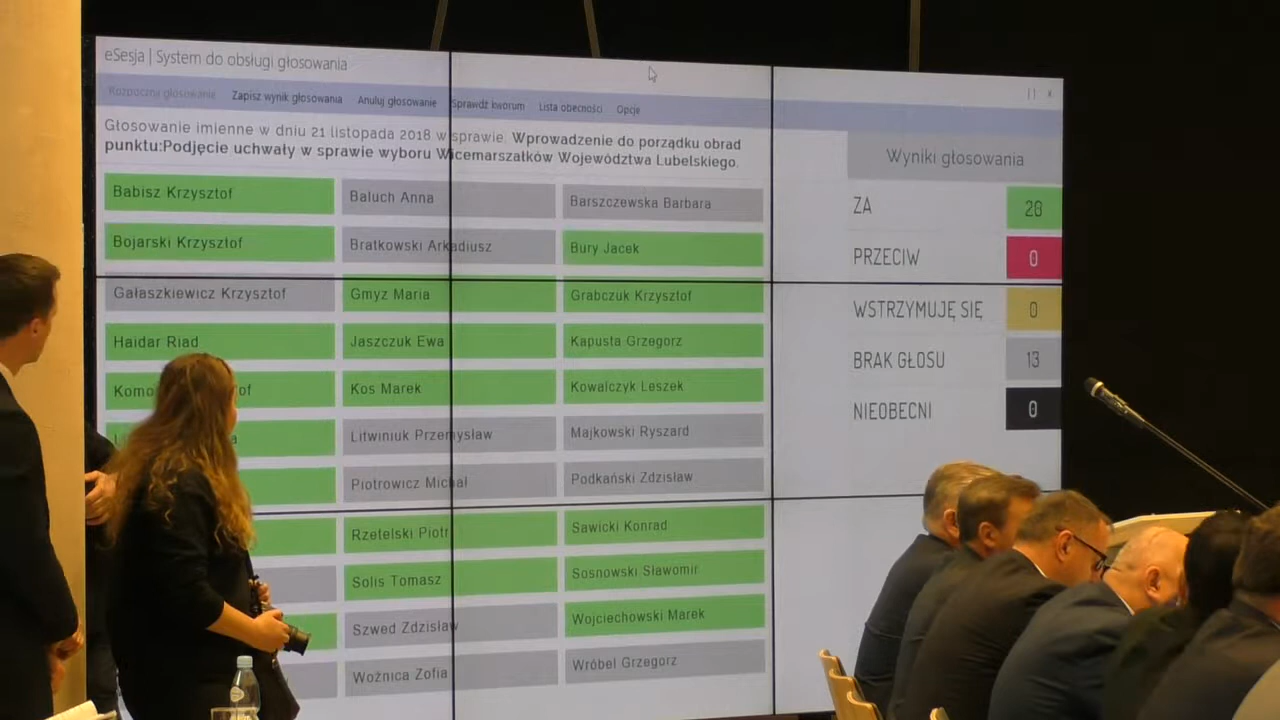 eSesja | System do obsługi głosowania
Rozpocznij głosowanie Zapisz wynik głosowania Anuluj głosowanie Sprawdź kworum Lista obecności Opcje
Głosowanie imienne w dniu 21 listopada 2018 w sprawie: Wprowadzenie do porządku obrad
punktu:Podjęcie uchwały w sprawie wyboru Wicemarszałków Województwa Lubelskiego.
Wyniki głosowania
Babisz Krzysztof Baluch Anna Barszczewska Barbara
Bojarski Krzysztof Bratkowski Arkadiusz Bury Jacek
Gałaszkiewicz Krzysztof Gmyz Maria Grabczuk Krzysztof
Haidar Riad Jaszczuk Ewa Kapusta Grzegorz
Kos Marek Kowalczyk Leszek
Litwiniuk Przemysław Majkowski Ryszard
Piotrowicz Michał Podkański Zdzisław
Rzetelski Piotr Sawicki Konrad
Solis Tomasz Sosnowski Sławomir
Szwed Zdzisław Wojciechowski Marek
Woźnica Zofia Wróbel Grzegorz
ZA 20
PRZECIW 0
WSTRZYMUJĘ SIĘ 0
BRAK GŁOSU 13
NIEOBECNI 0